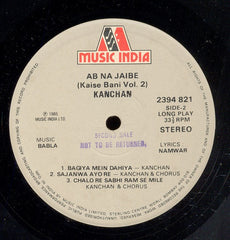 MUSIC INDIA
AB NA JAIBE
(Kaise Bani Vol. 2)
KANCHAN
2394 821
SIDE-2
LONG PLAY
33⅓ RPM
STEREO
℗ 1985
MUSIC INDIA LTD.
SECOND SALE
NOT TO BE RETURNED
MUSIC
BABLA
LYRICS
NAMWAR
1. BAGIYA MEIN DAHIYA — KANCHAN
2. SAJANWA AYO RE — KANCHAN & CHORUS
3. CHALO RE SABHI RAM SE MILE
KANCHAN & CHORUS